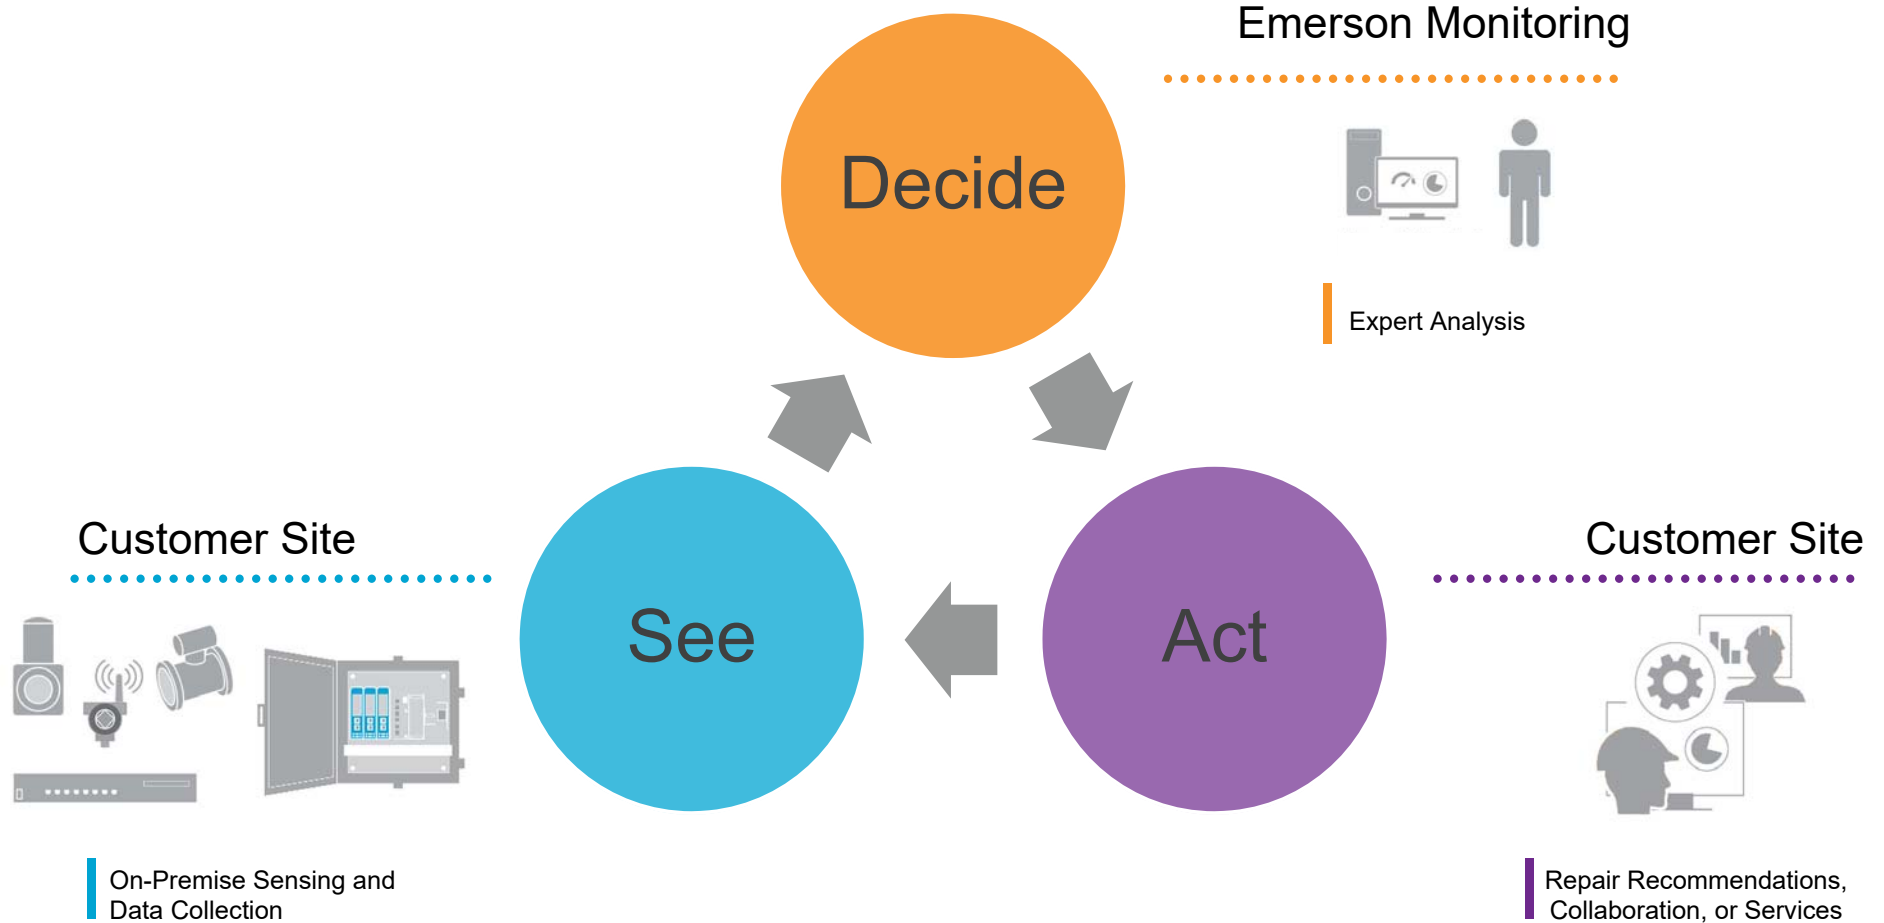 Emerson Monitoring
Decide
Expert Analysis
Customer Site
See
On-Premise Sensing and
Data Collection
Act
Customer Site
Repair Recommendations,
Collaboration, or Services